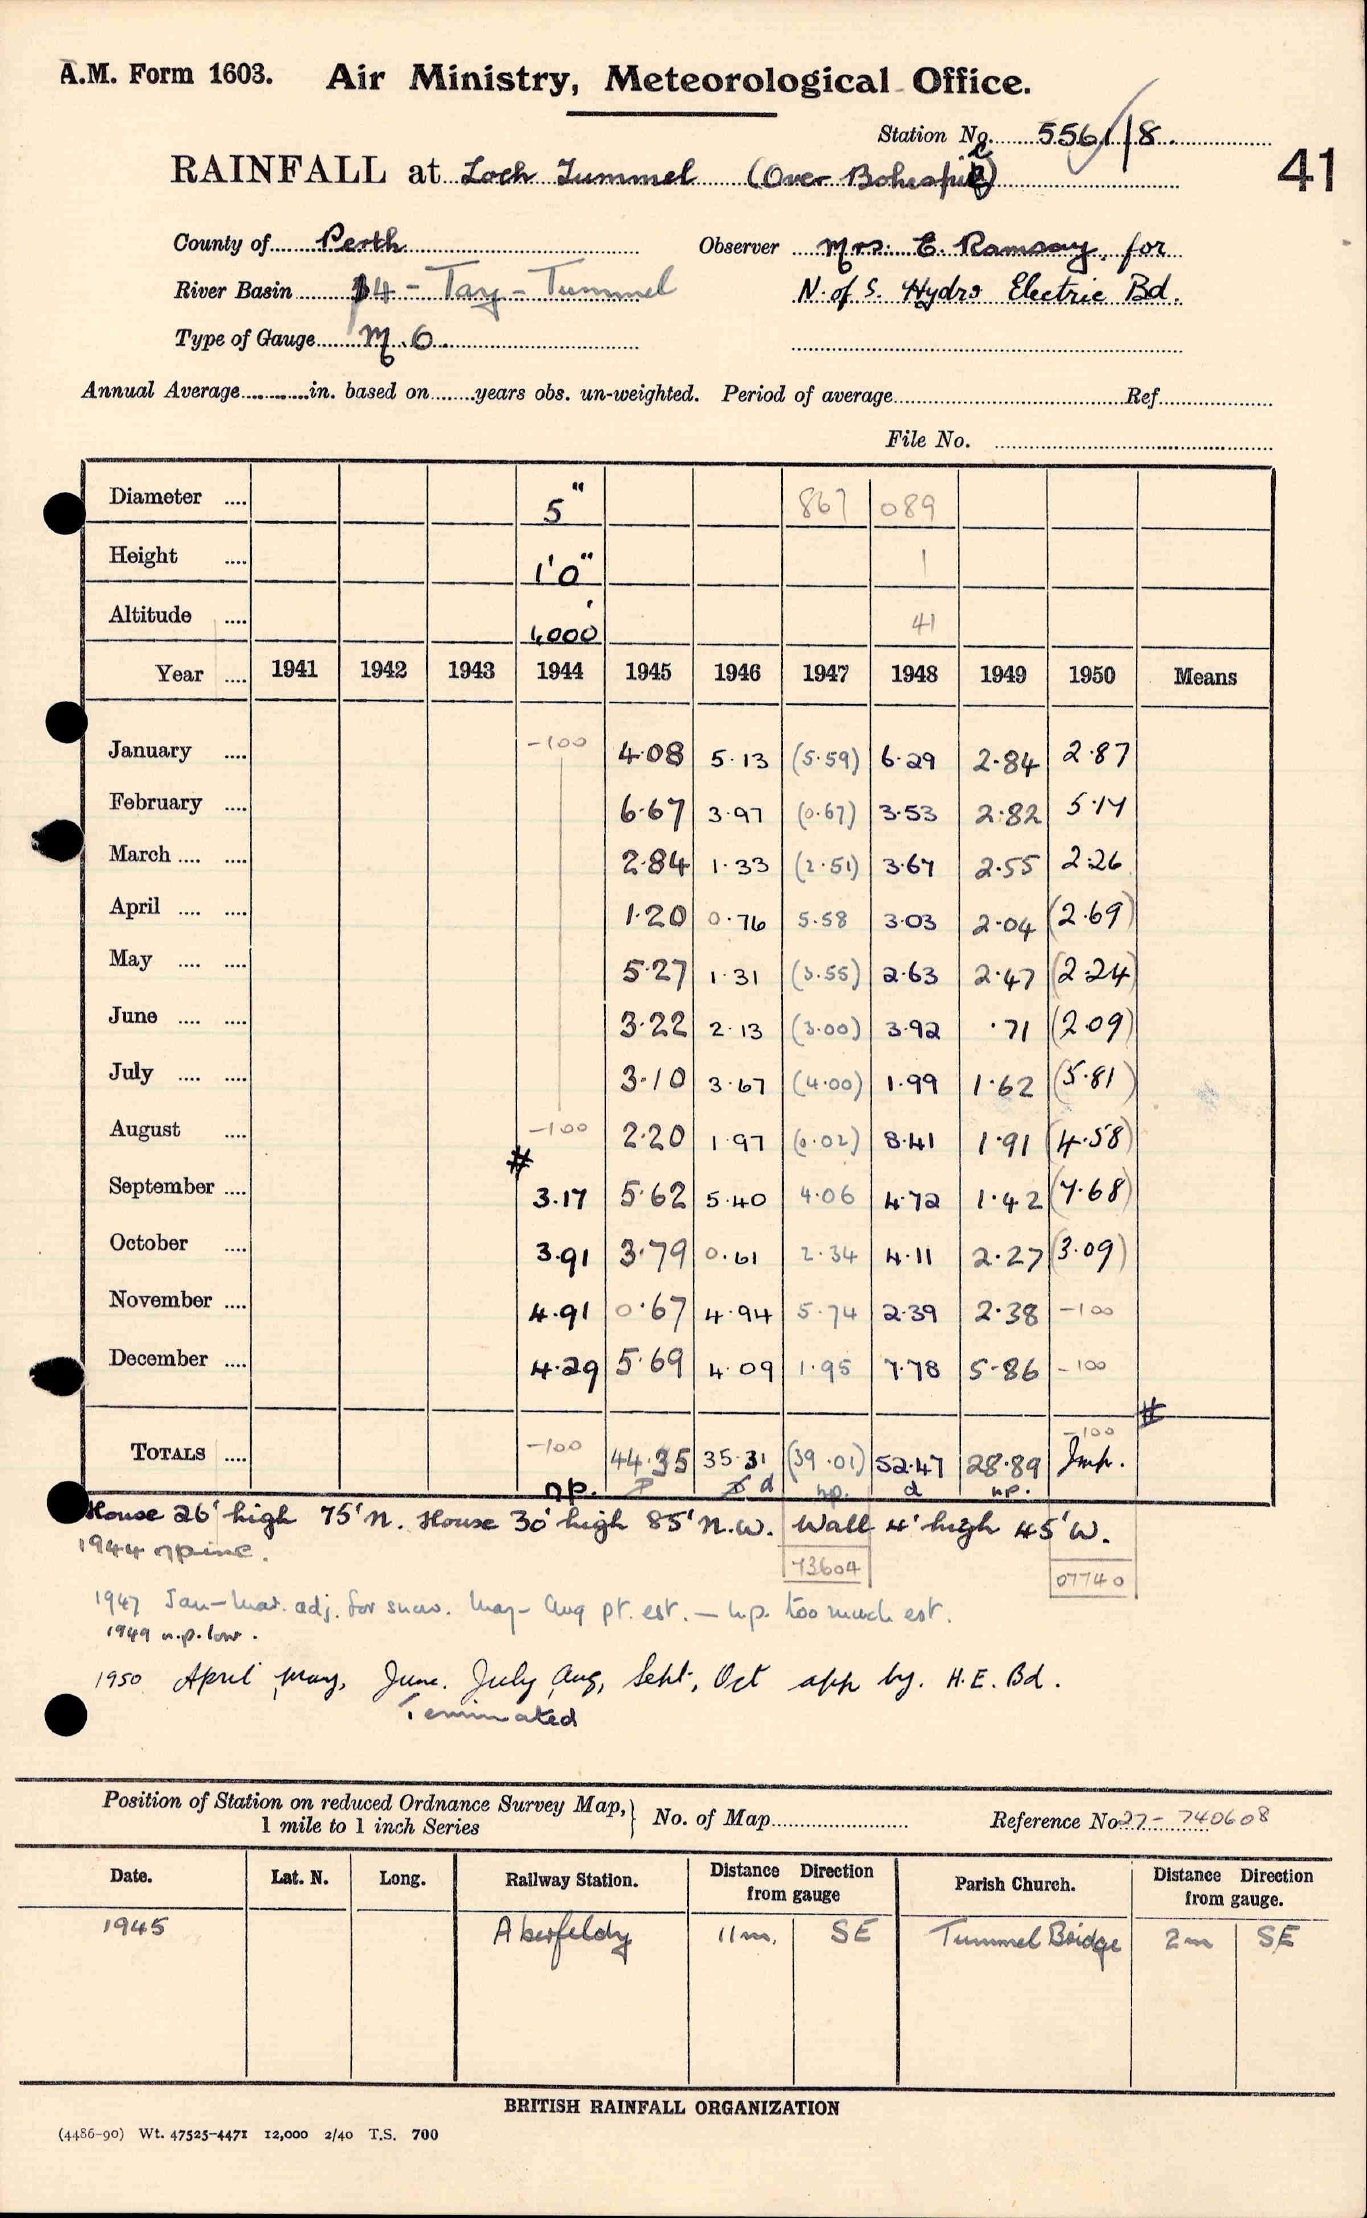 A.M. Form 1603. Air Ministry, Meteorological Office.
Station No. 5561/8.
41
RAINFALL at Loch Tummel (Over Bohespic)
County of Perth Observer Mrs. E. Ramsay, for
River Basin 14 - Tay - Tummel N. of S. Hydro Electric Bd.
Type of Gauge M.O.
Annual Average in. based on years obs. un-weighted. Period of average Ref
File No.
Diameter .... 5" 867 089
Height .... 1'0" 1
Altitude .... 1,000' 41
Year .... 1941 1942 1943 1944 1945 1946 1947 1948 1949 1950 Means
January .... -100 4.08 5.13 (5.59) 6.29 2.84 2.87
February .... 6.67 3.97 (0.67) 3.53 2.82 5.14
March .... .... 2.84 1.33 (2.51) 3.67 2.55 2.26
April .... .... 1.20 0.76 5.58 3.03 2.04 (2.69)
May .... .... 5.27 1.31 (3.55) 2.63 2.47 (2.24)
June .... .... 3.22 2.13 (3.00) 3.92 .71 (2.09)
July .... .... 3.10 3.67 (4.00) 1.99 1.62 (5.81)
August .... -100 2.20 1.97 (0.02) 8.41 1.91 (4.58)
#
September .... 3.17 5.62 5.40 4.06 4.72 1.42 (7.68)
October .... 3.91 3.79 0.61 2.34 4.11 2.27 (3.09)
November .... 4.91 0.67 4.94 5.74 2.39 2.38 -100
December .... 4.29 5.69 4.09 1.95 7.78 5.86 -100
#
TOTALS .... -100 44.35 35.31 (39.01) 52.47 28.89 -100 Imp.
n.p. P d n.p. d n.p.
House 26' high 75' N. House 30' high 85' N.W. Wall 4' high 45' W.
1944 n.p. inc.
73604 07740
1947 Jan-Mar. adj. for snow. May-Aug pt. est. - n.p. too much est.
1949 n.p. low.
1950 April, May, June, July, Aug, Sept, Oct app by. H.E. Bd.
Terminated
Position of Station on reduced Ordnance Survey Map, 1 mile to 1 inch Series } No. of Map Reference No 27 - 740608
Date. Lat. N. Long. Railway Station. Distance Direction from gauge Parish Church. Distance Direction from gauge.
1945 Aberfeldy 11m. SE Tummel Bridge 2m SE
BRITISH RAINFALL ORGANIZATION
(4486-90) Wt. 47525-4471 12,000 2/40 T.S. 700